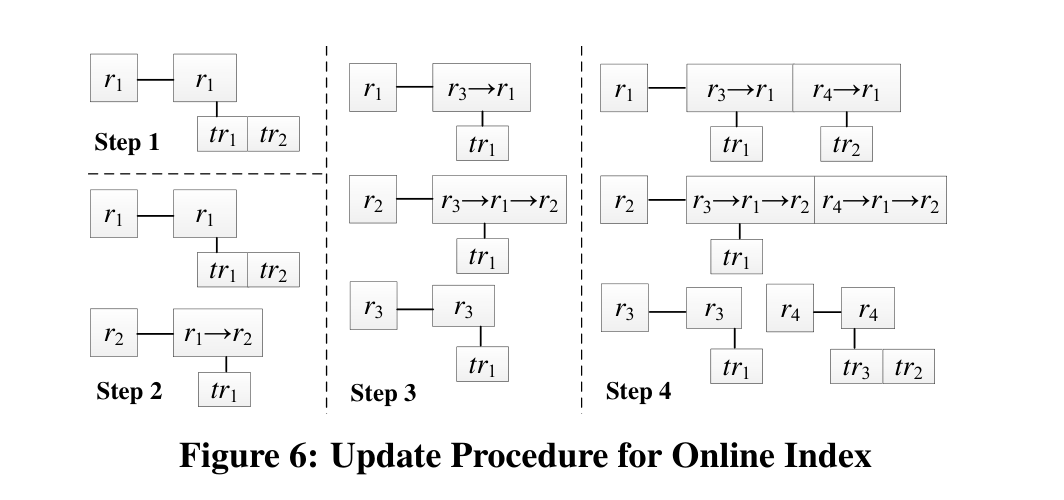 r1 r1
tr1 tr2
Step 1
r1 r1
tr1 tr2
r2 r1→r2
tr1
Step 2
r1 r3→r1
tr1
r2 r3→r1→r2
tr1
r3 r3
tr1
Step 3
r1 r3→r1 r4→r1
tr1 tr2
r2 r3→r1→r2 r4→r1→r2
tr1
r3 r3 r4 r4
tr1 tr3 tr2
Step 4
Figure 6: Update Procedure for Online Index